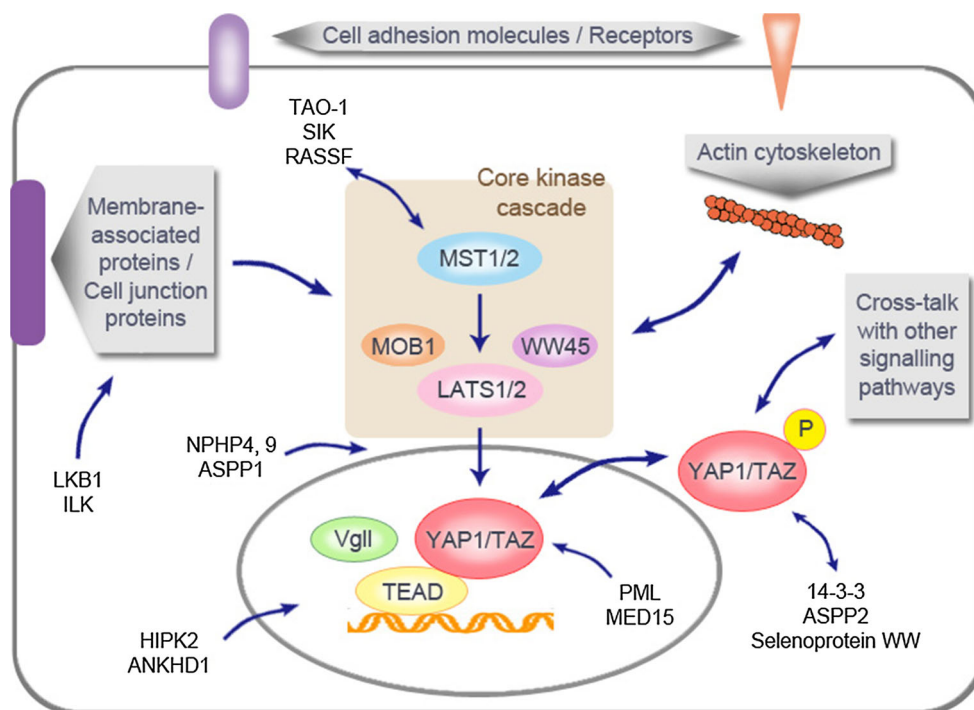 Cell adhesion molecules / Receptors
TAO-1
SIK
RASSF
Actin cytoskeleton
Core kinase
cascade
Membrane-
associated
proteins /
Cell junction
proteins
MST1/2
Cross-talk
with other
signalling
pathways
MOB1
WW45
LATS1/2
P
NPHP4, 9
ASPP1
YAP1/TAZ
LKB1
ILK
Vgll
YAP1/TAZ
TEAD
PML
MED15
14-3-3
ASPP2
Selenoprotein WW
HIPK2
ANKHD1